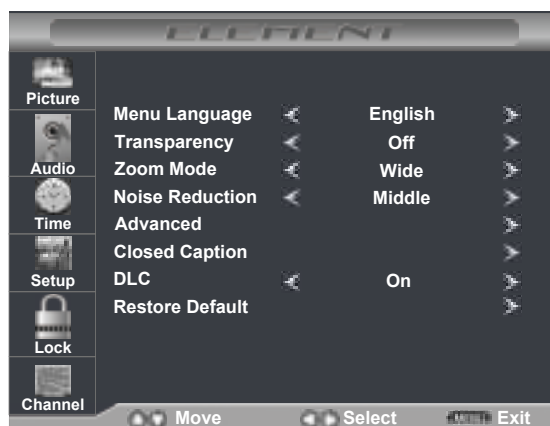 ELEMENT
Picture
Audio
Time
Setup
Lock
Channel
Menu Language English
Transparency Off
Zoom Mode Wide
Noise Reduction Middle
Advanced
Closed Caption
DLC On
Restore Default
Move Select Exit